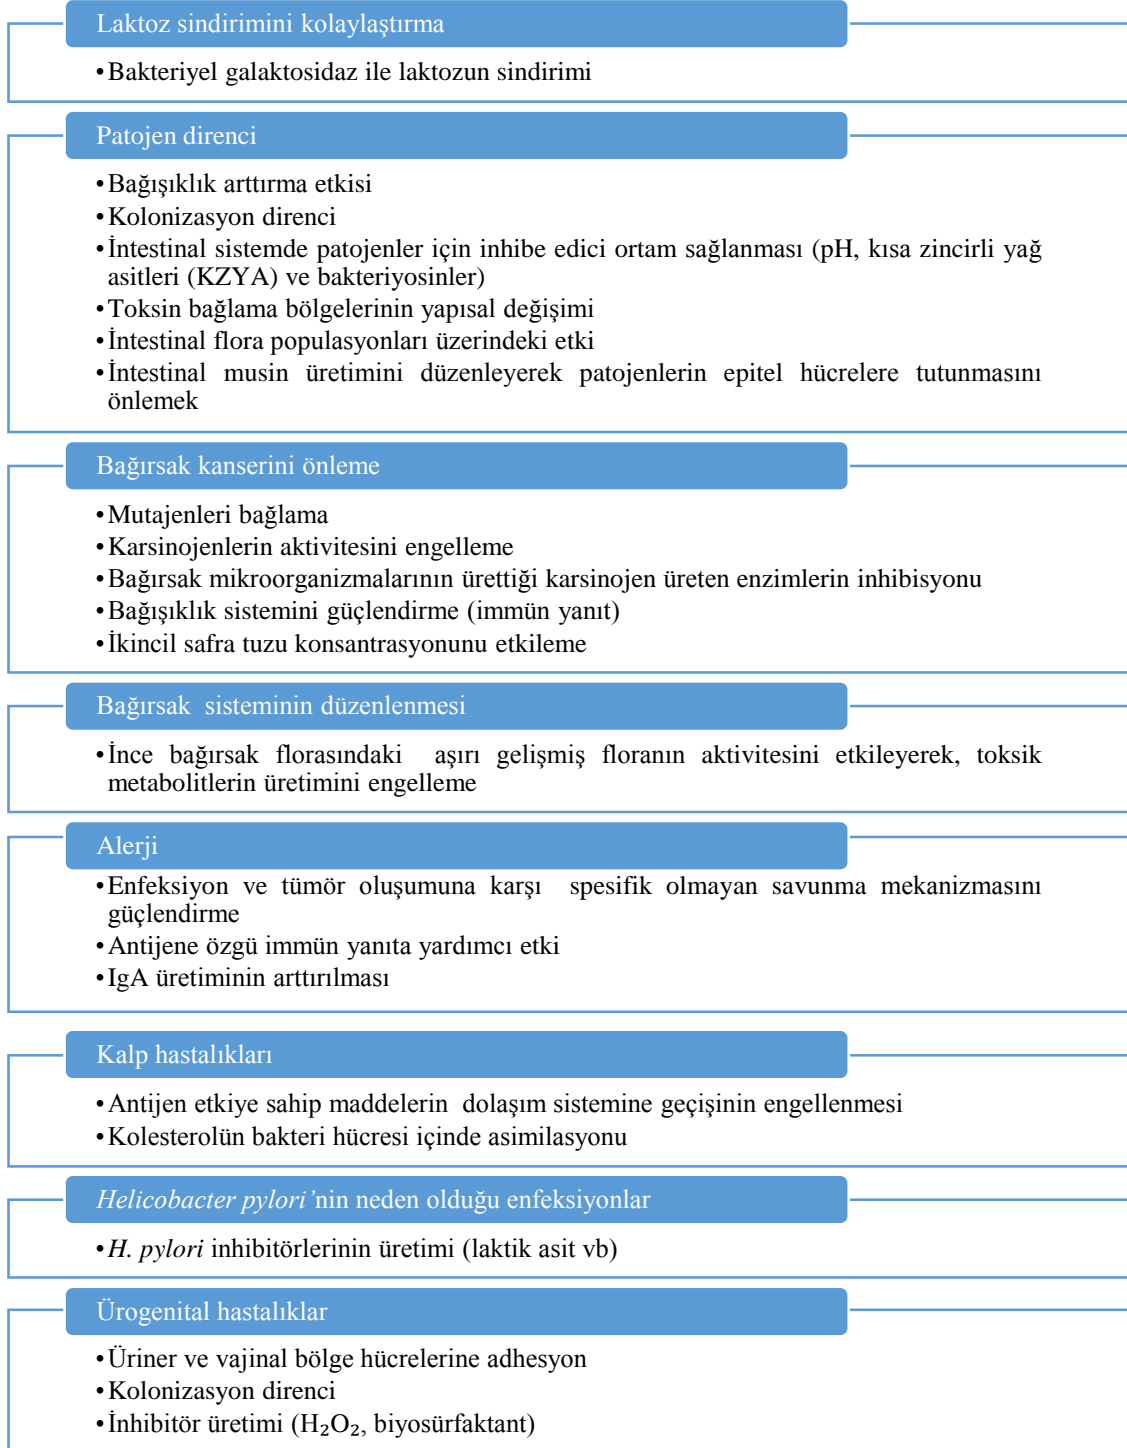 Laktoz sindirimini kolaylaştırma
•Bakteriyel galaktosidaz ile laktozun sindirimi
Patojen direnci
•Bağışıklık arttırma etkisi
•Kolonizasyon direnci
•İntestinal sistemde patojenler için inhibe edici ortam sağlanması (pH, kısa zincirli yağ
asitleri (KZYA) ve bakteriyosinler)
•Toksin bağlama bölgelerinin yapısal değişimi
•İntestinal flora populasyonları üzerindeki etki
•İntestinal musin üretimini düzenleyerek patojenlerin epitel hücrelere tutunmasını
önlemek
Bağırsak kanserini önleme
•Mutajenleri bağlama
•Karsinojenlerin aktivitesini engelleme
•Bağırsak mikroorganizmalarının ürettiği karsinojen üreten enzimlerin inhibisyonu
•Bağışıklık sistemini güçlendirme (immün yanıt)
•İkincil safra tuzu konsantrasyonunu etkileme
Bağırsak sisteminin düzenlenmesi
•İnce bağırsak florasındaki aşırı gelişmiş floranın aktivitesini etkileyerek, toksik
metabolitlerin üretimini engelleme
Alerji
•Enfeksiyon ve tümör oluşumuna karşı spesifik olmayan savunma mekanizmasını
güçlendirme
•Antijene özgü immün yanıta yardımcı etki
•IgA üretiminin arttırılması
Kalp hastalıkları
•Antijen etkiye sahip maddelerin dolaşım sistemine geçişinin engellenmesi
•Kolesterolün bakteri hücresi içinde asimilasyonu
Helicobacter pylori’nin neden olduğu enfeksiyonlar
•H. pylori inhibitörlerinin üretimi (laktik asit vb)
Ürogenital hastalıklar
•Üriner ve vajinal bölge hücrelerine adhesyon
•Kolonizasyon direnci
•İnhibitör üretimi (H₂O₂, biyosürfaktant)